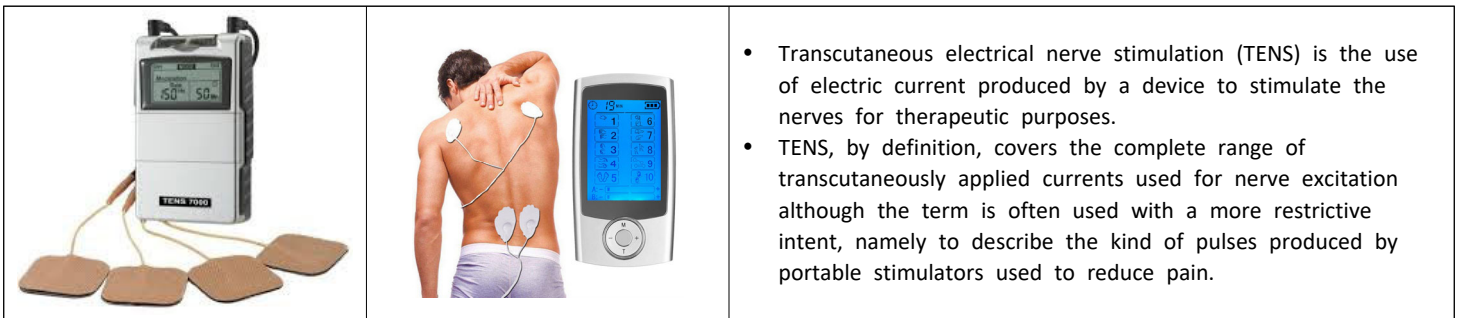 150 50
TENS 7000
19
1 6
2 7
3 8
4 9
5 10
M
T
• Transcutaneous electrical nerve stimulation (TENS) is the use
of electric current produced by a device to stimulate the
nerves for therapeutic purposes.
• TENS, by definition, covers the complete range of
transcutaneously applied currents used for nerve excitation
although the term is often used with a more restrictive
intent, namely to describe the kind of pulses produced by
portable stimulators used to reduce pain.